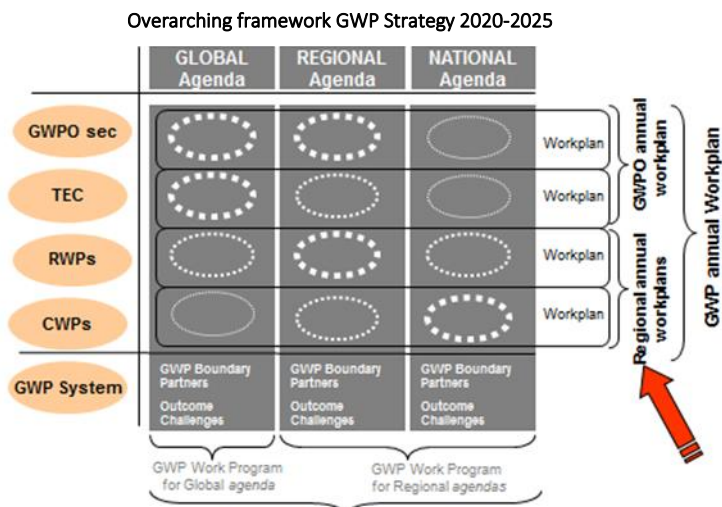 Overarching framework GWP Strategy 2020-2025
GLOBAL
Agenda
REGIONAL
Agenda
NATIONAL
Agenda
GWPO sec
Workplan
TEC
Workplan
RWPs
Workplan
CWPs
Workplan
GWPO annual
workplan
Regional annual
workplans
GWP annual Workplan
GWP System
GWP Boundary
Partners
Outcome
Challenges
GWP Boundary
Partners
Outcome
Challenges
GWP Boundary
Partners
Outcome
Challenges
GWP Work Program
for Global agenda
GWP Work Program
for Regional agendas